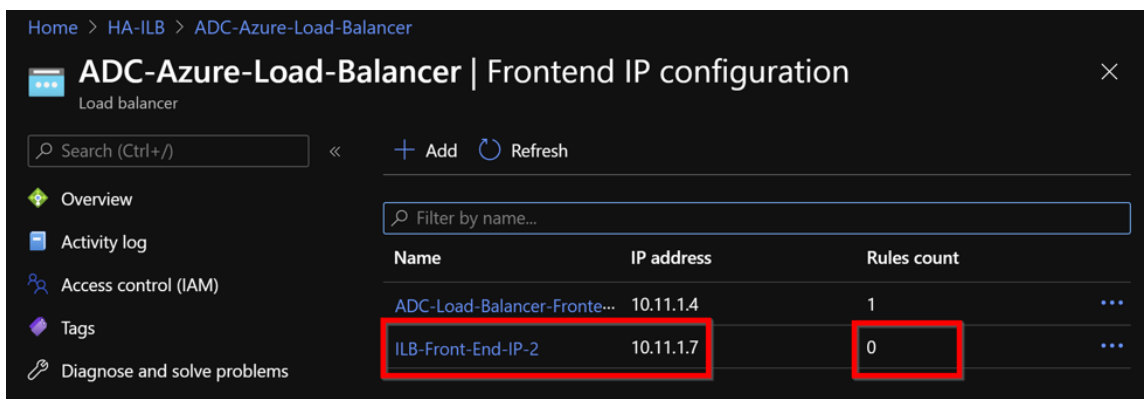 Home > HA-ILB > ADC-Azure-Load-Balancer
ADC-Azure-Load-Balancer | Frontend IP configuration
Load balancer
Search (Ctrl+/)
«
+ Add Refresh
Overview
Activity log
Access control (IAM)
Tags
Diagnose and solve problems
Filter by name...
Name IP address Rules count
ADC-Load-Balancer-Fronte... 10.11.1.4 1 ...
ILB-Front-End-IP-2 10.11.1.7 0 ...